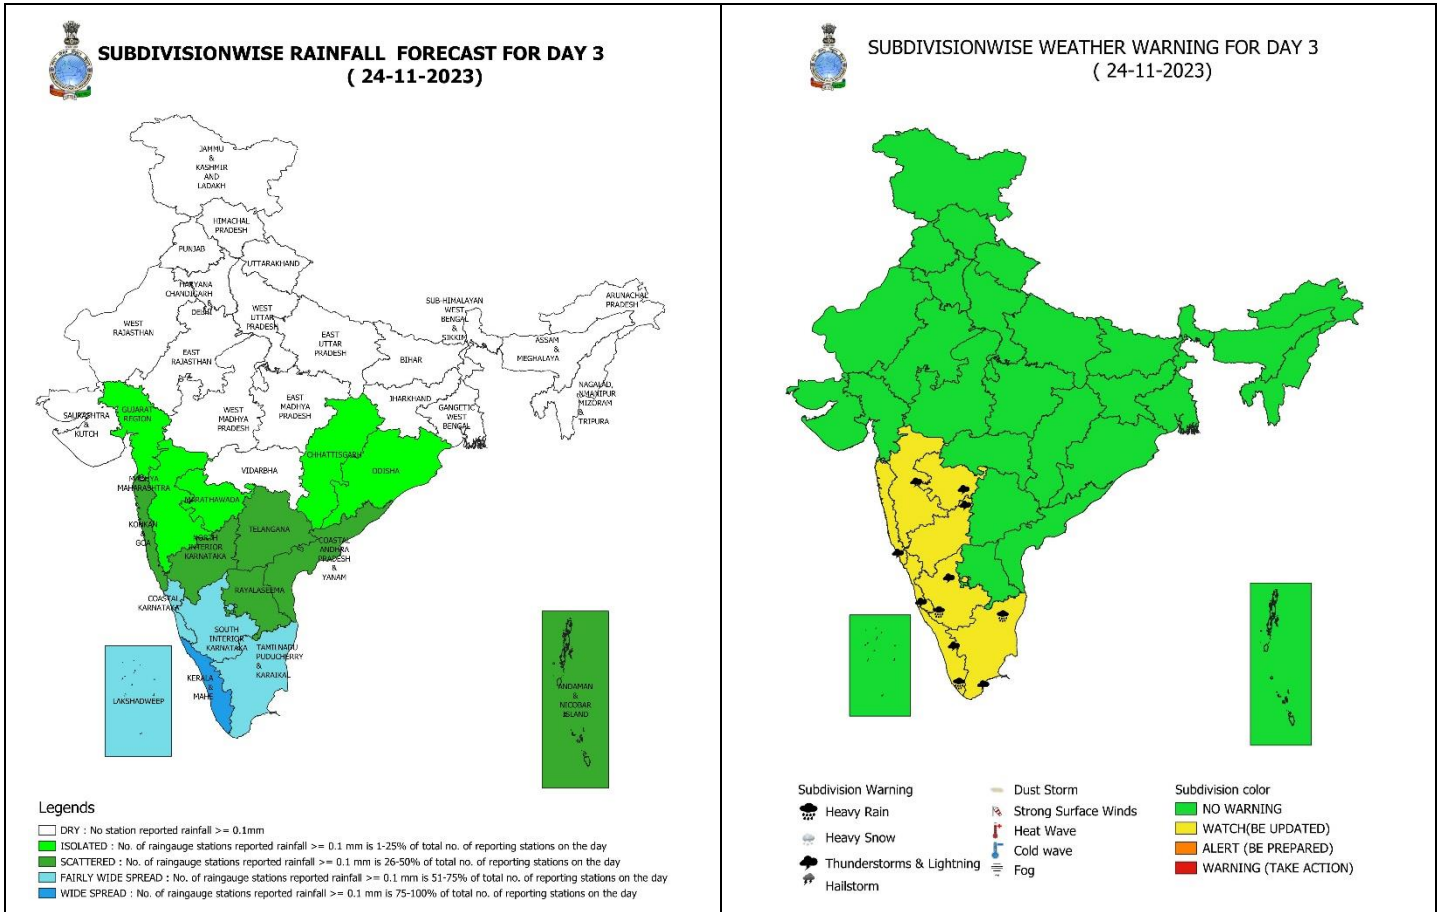 SUBDIVISIONWISE RAINFALL FORECAST FOR DAY 3
( 24-11-2023)
JAMMU
&
KASHMIR
AND
LADAKH
HIMACHAL
PRADESH
PUNJAB
UTTARAKHAND
HARYANA
CHANDIGARH
&
DELHI
WEST
RAJASTHAN
WEST
UTTAR
PRADESH
SUB-HIMALAYAN
WEST
BENGAL
&
SIKKIM
ARUNACHAL
PRADESH
EAST
UTTAR
PRADESH
ASSAM
&
MEGHALAYA
EAST
RAJASTHAN
BIHAR
NAGALAD,
MANIPUR
MIZORAM
&
TRIPURA
JHARKHAND
GANGETIC
WEST
BENGAL
EAST
MADHYA
PRADESH
WEST
MADHYA
PRADESH
GUJARAT
REGION
SAURASHTRA
&
KUTCH
CHHATTISGARH
ODISHA
VIDARBHA
MADHYA
MAHARASHTRA
MARATHAWADA
KONKAN
&
GOA
TELANGANA
NORTH
INTERIOR
KARNATAKA
COASTAL
ANDHRA
PRADESH
&
YANAM
RAYALASEEMA
COASTAL
KARNATAKA
SOUTH
INTERIOR
KARNATAKA
TAMILNADU
PUDUCHERRY
&
KARAIKAL
KERALA
&
MAHE
LAKSHADWEEP
ANDAMAN
&
NICOBAR
ISLAND
Legends
DRY : No station reported rainfall >= 0.1mm
ISOLATED : No. of raingauge stations reported rainfall >= 0.1 mm is 1-25% of total no. of reporting stations on the day
SCATTERED : No. of raingauge stations reported rainfall >= 0.1 mm is 26-50% of total no. of reporting stations on the day
FAIRLY WIDE SPREAD : No. of raingauge stations reported rainfall >= 0.1 mm is 51-75% of total no. of reporting stations on the day
WIDE SPREAD : No. of raingauge stations reported rainfall >= 0.1 mm is 75-100% of total no. of reporting stations on the day
SUBDIVISIONWISE WEATHER WARNING FOR DAY 3
( 24-11-2023)
Subdivision Warning
Heavy Rain
Heavy Snow
Thunderstorms & Lightning
Hailstorm
Dust Storm
Strong Surface Winds
Heat Wave
Cold wave
Fog
Subdivision color
NO WARNING
WATCH(BE UPDATED)
ALERT (BE PREPARED)
WARNING (TAKE ACTION)